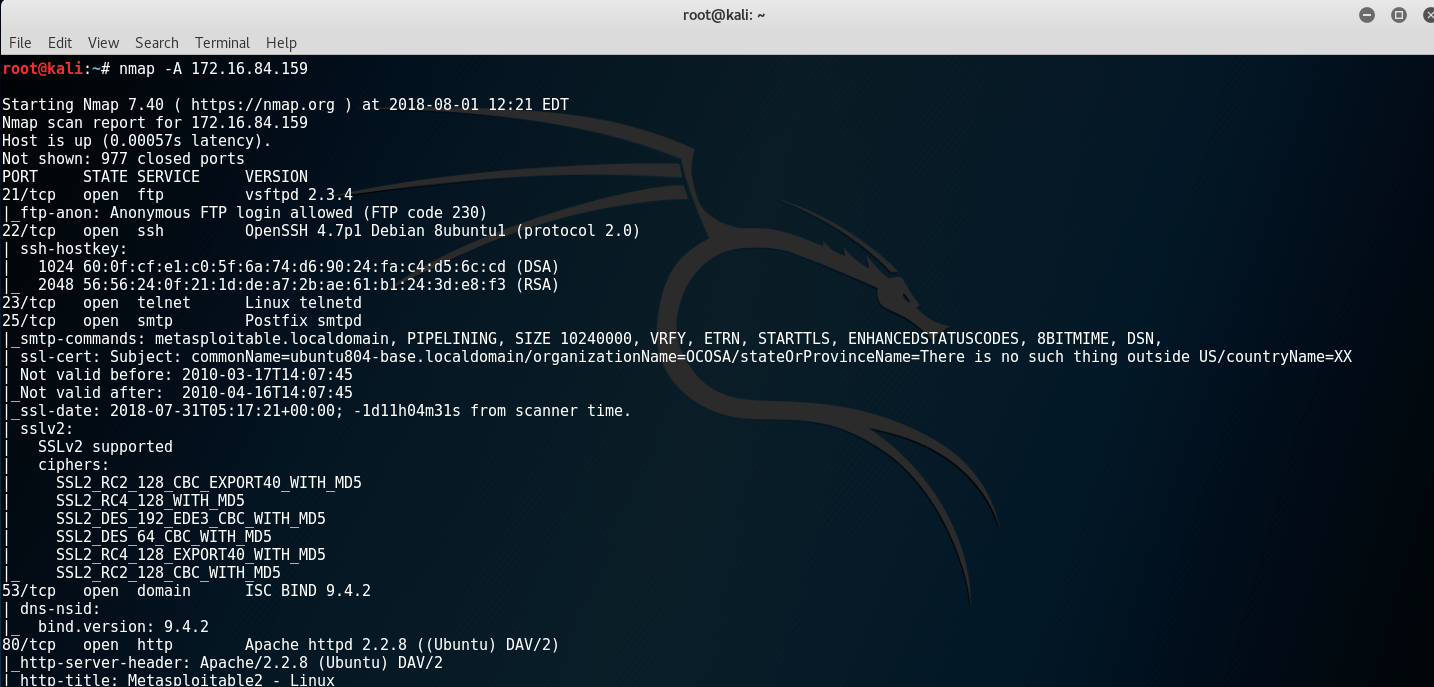 root@kali: ~
File Edit View Search Terminal Help
root@kali:~# nmap -A 172.16.84.159
Starting Nmap 7.40 ( https://nmap.org ) at 2018-08-01 12:21 EDT
Nmap scan report for 172.16.84.159
Host is up (0.00057s latency).
Not shown: 977 closed ports
PORT     STATE SERVICE     VERSION
21/tcp   open  ftp         vsftpd 2.3.4
|_ftp-anon: Anonymous FTP login allowed (FTP code 230)
22/tcp   open  ssh         OpenSSH 4.7p1 Debian 8ubuntu1 (protocol 2.0)
| ssh-hostkey:
|   1024 60:0f:cf:e1:c0:5f:6a:74:d6:90:24:fa:c4:d5:6c:cd (DSA)
|_  2048 56:56:24:0f:21:1d:de:a7:2b:ae:61:b1:24:3d:e8:f3 (RSA)
23/tcp   open  telnet      Linux telnetd
25/tcp   open  smtp        Postfix smtpd
|_smtp-commands: metasploitable.localdomain, PIPELINING, SIZE 10240000, VRFY, ETRN, STARTTLS, ENHANCEDSTATUSCODES, 8BITMIME, DSN,
| ssl-cert: Subject: commonName=ubuntu804-base.localdomain/organizationName=OCOSA/stateOrProvinceName=There is no such thing outside US/countryName=XX
| Not valid before: 2010-03-17T14:07:45
|_Not valid after:  2010-04-16T14:07:45
|_ssl-date: 2018-07-31T05:17:21+00:00; -1d11h04m31s from scanner time.
| sslv2:
|   SSLv2 supported
|   ciphers:
|     SSL2_RC2_128_CBC_EXPORT40_WITH_MD5
|     SSL2_RC4_128_WITH_MD5
|     SSL2_DES_192_EDE3_CBC_WITH_MD5
|     SSL2_DES_64_CBC_WITH_MD5
|     SSL2_RC4_128_EXPORT40_WITH_MD5
|_    SSL2_RC2_128_CBC_WITH_MD5
53/tcp   open  domain      ISC BIND 9.4.2
| dns-nsid:
|_  bind.version: 9.4.2
80/tcp   open  http        Apache httpd 2.2.8 ((Ubuntu) DAV/2)
|_http-server-header: Apache/2.2.8 (Ubuntu) DAV/2
| http-title: Metasploitable2 - Linux